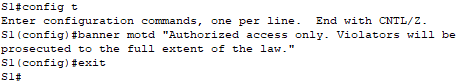 S1#config t
Enter configuration commands, one per line.  End with CNTL/Z.
S1(config)#banner motd "Authorized access only. Violators will be
prosecuted to the full extent of the law."
S1(config)#exit
S1#